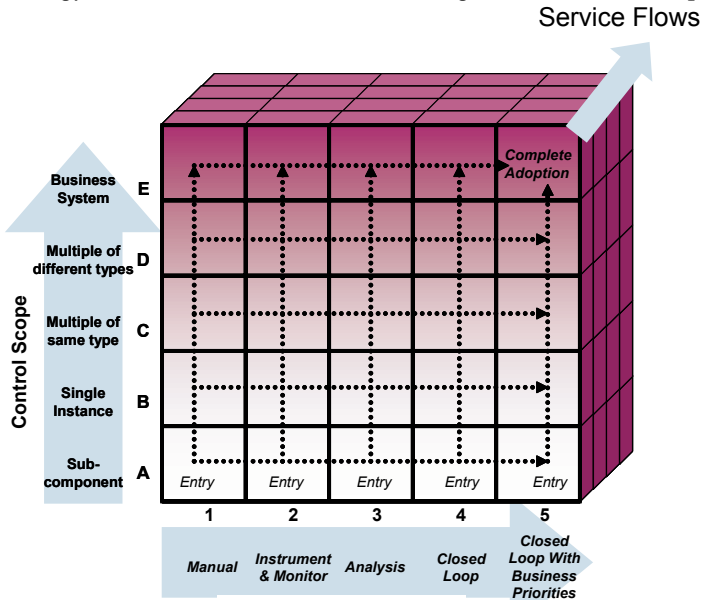 Service Flows
Complete
Adoption
Business
System
E
Multiple of
different types
D
Multiple of
same type
C
Single
Instance
B
Sub-
component
A
Control Scope
Entry
Entry
Entry
Entry
Entry
1
2
3
4
5
Manual
Instrument
& Monitor
Analysis
Closed
Loop
Closed
Loop With
Business
Priorities